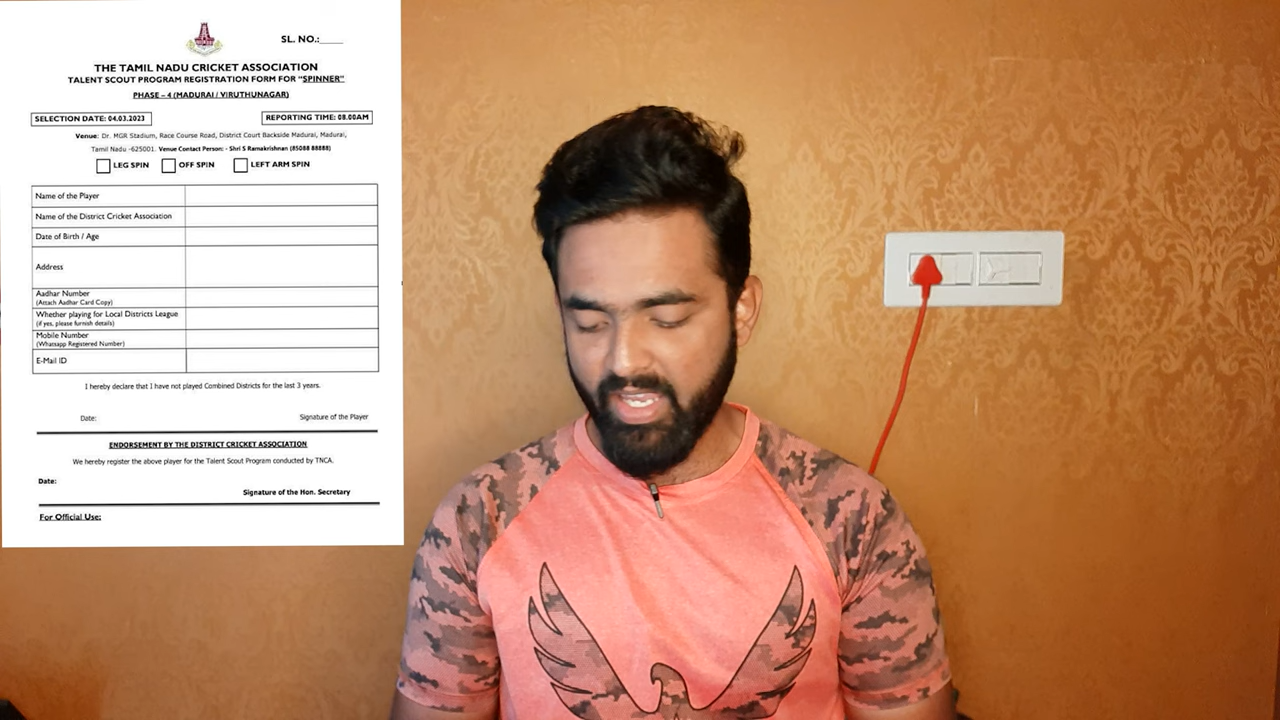 SL. NO.:____
THE TAMIL NADU CRICKET ASSOCIATION
TALENT SCOUT PROGRAM REGISTRATION FORM FOR "SPINNER"
PHASE – 4 (MADURAI / VIRUTHUNAGAR)
SELECTION DATE: 04.03.2023
REPORTING TIME: 08.00AM
Venue: Dr. MGR Stadium, Race Course Road, District Court Backside Madurai, Madurai,
Tamil Nadu -625001. Venue Contact Person: - Shri S Ramakrishnan (85088 88888)
LEG SPIN OFF SPIN LEFT ARM SPIN
Name of the Player
Name of the District Cricket Association
Date of Birth / Age
Address
Aadhar Number
(Attach Aadhar Card Copy)
Whether playing for Local Districts League
(if yes, please furnish details)
Mobile Number
(Whatsapp Registered Number)
E-Mail ID
I hereby declare that I have not played Combined Districts for the last 3 years.
Date:
Signature of the Player
ENDORSEMENT BY THE DISTRICT CRICKET ASSOCIATION
We hereby register the above player for the Talent Scout Program conducted by TNCA.
Date:
Signature of the Hon. Secretary
For Official Use: